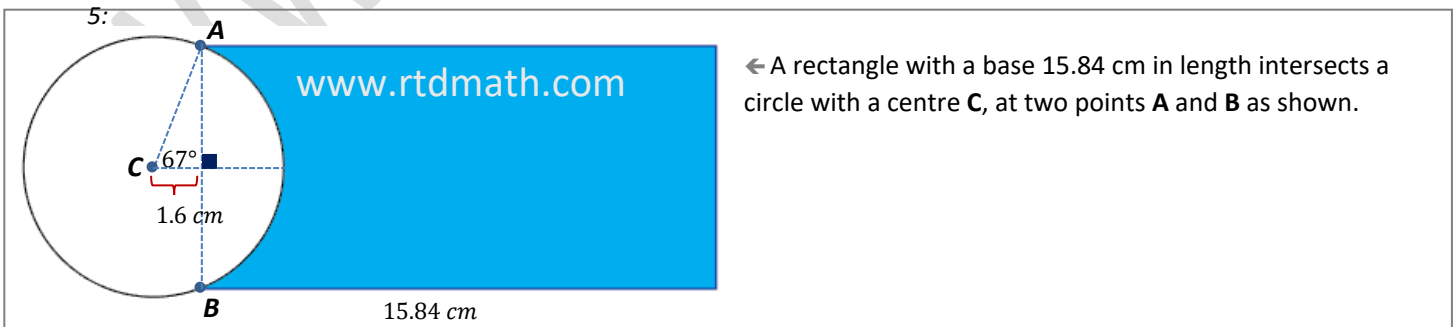 5:
A
www.rtdmath.com
🡨 A rectangle with a base 15.84 cm in length intersects a
circle with a centre C, at two points A and B as shown.
C
67°
1.6 cm
B
15.84 cm